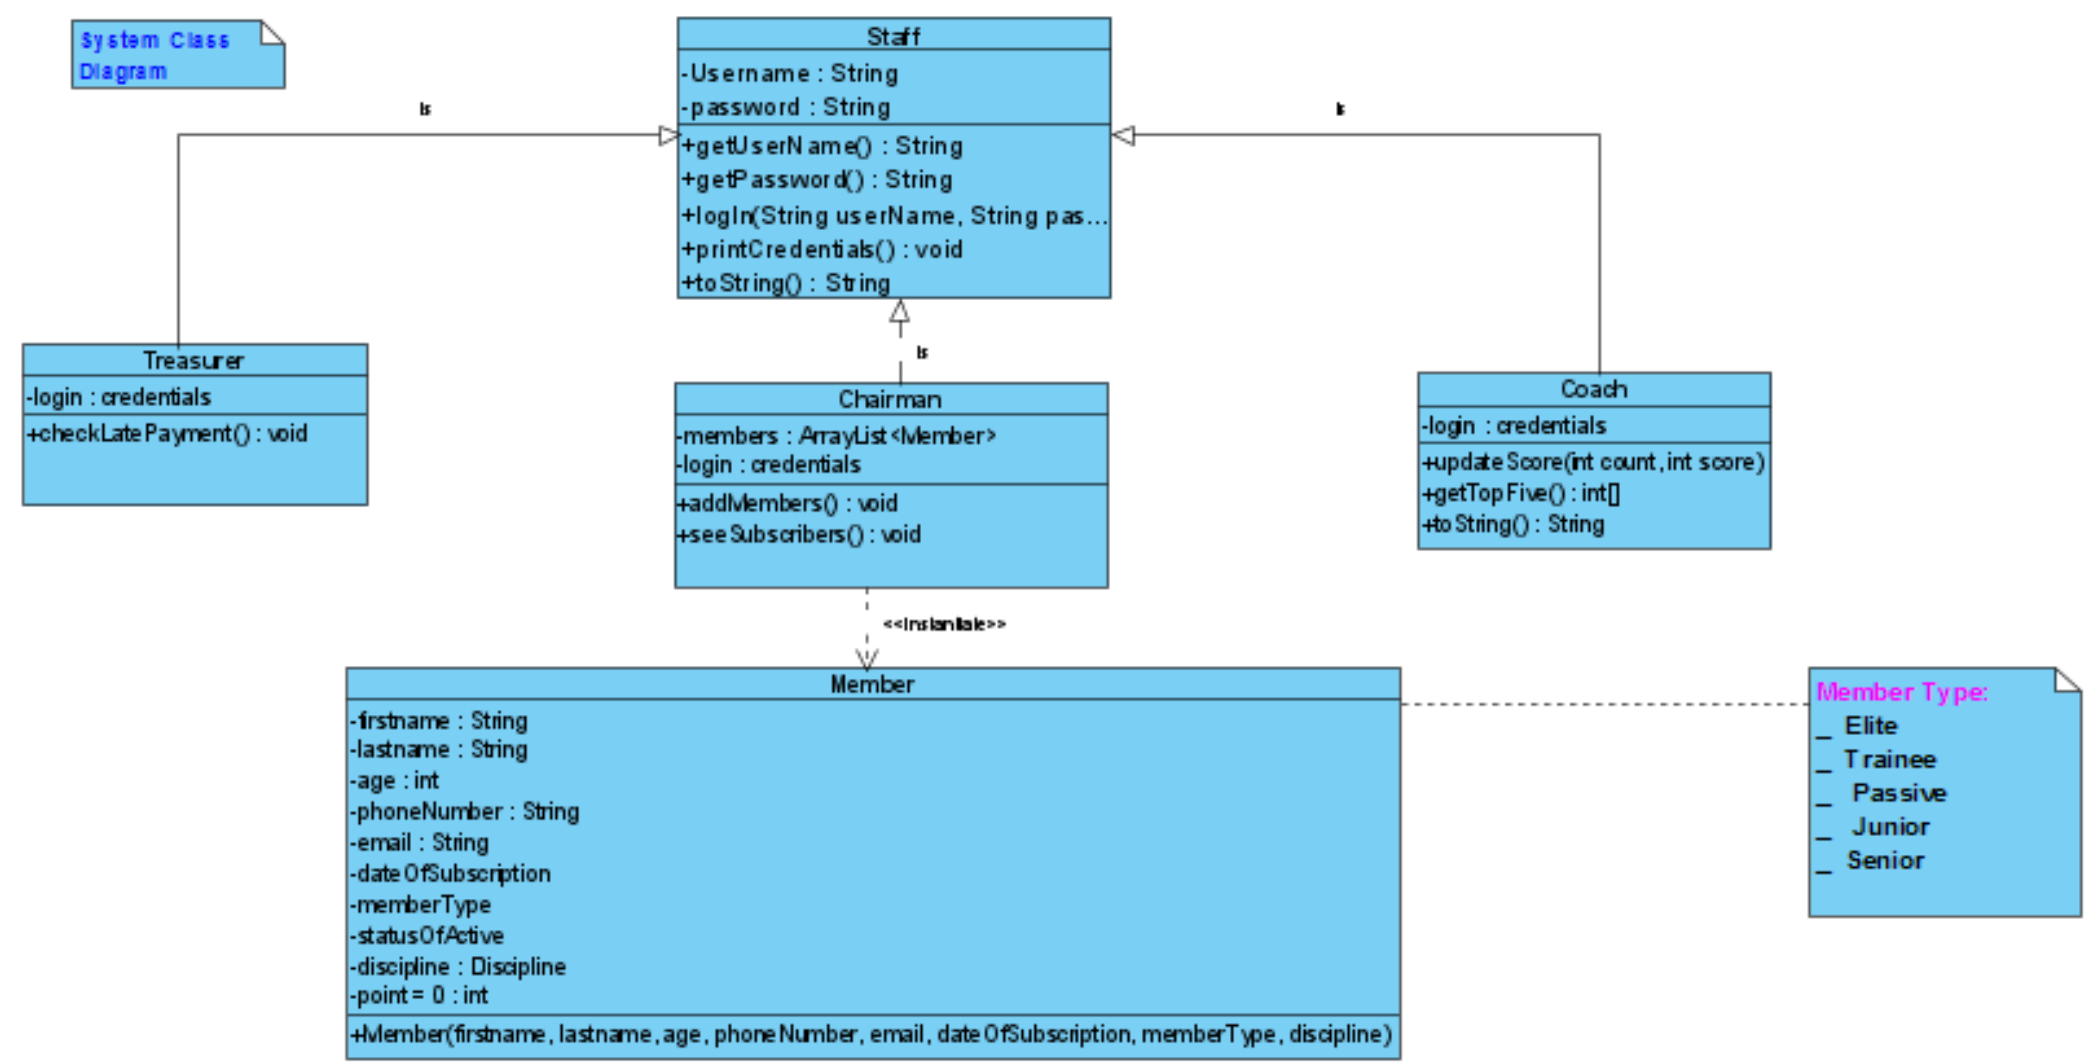 System Class
Diagram
Staff
-Username : String
-password : String
+getUserName() : String
+getPassword() : String
+logIn(String userName, String pas...
+printCredentials() : void
+toString() : String
Is
Is
Is
Treasurer
-login : credentials
+checkLatePayment() : void
Chairman
-members : ArrayList<Member>
-login : credentials
+addMembers() : void
+seeSubscribers() : void
Coach
-login : credentials
+updateScore(int count,int score)
+getTopFive() : int[]
+toString() : String
<<Instantiate>>
Member
-firstname : String
-lastname : String
-age : int
-phoneNumber : String
-email : String
-dateOfSubscription
-memberType
-statusOfActive
-discipline : Discipline
-point = 0 : int
+Member(firstname, lastname, age, phoneNumber, email, dateOfSubscription, memberType, discipline)
Member Type:
_ Elite
_ Trainee
_ Passive
_ Junior
_ Senior